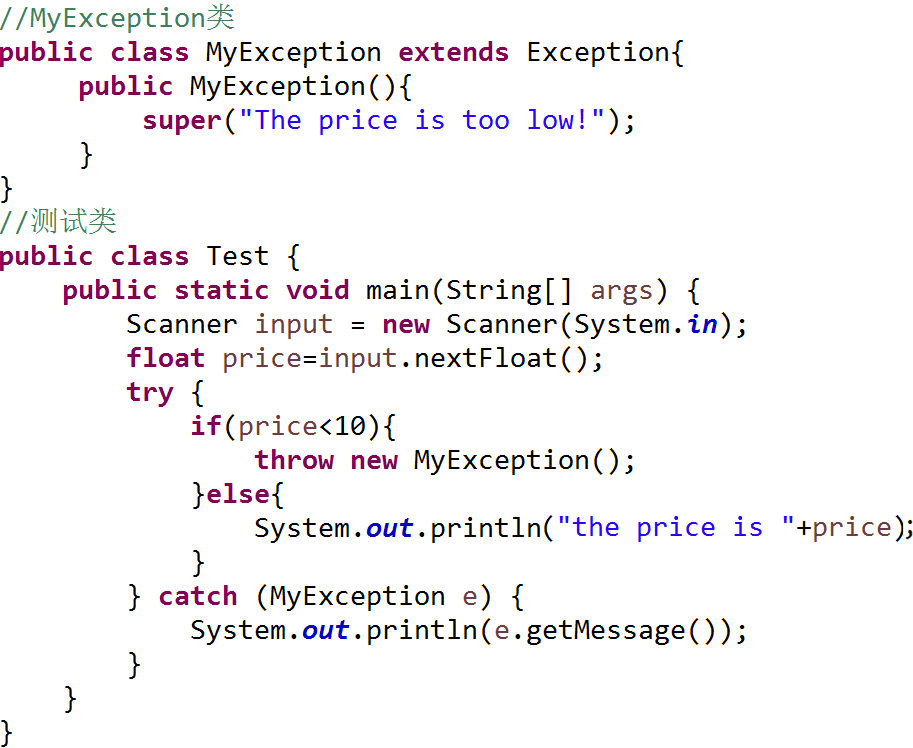 //MyException类
public class MyException extends Exception{
     public MyException(){
         super("The price is too low!");
     }
}
//测试类
public class Test {
    public static void main(String[] args) {
        Scanner input = new Scanner(System.in);
        float price=input.nextFloat();
        try {
            if(price<10){
                throw new MyException();
            }else{
                System.out.println("the price is "+price);
            }
        } catch (MyException e) {
            System.out.println(e.getMessage());
        }
    }
}